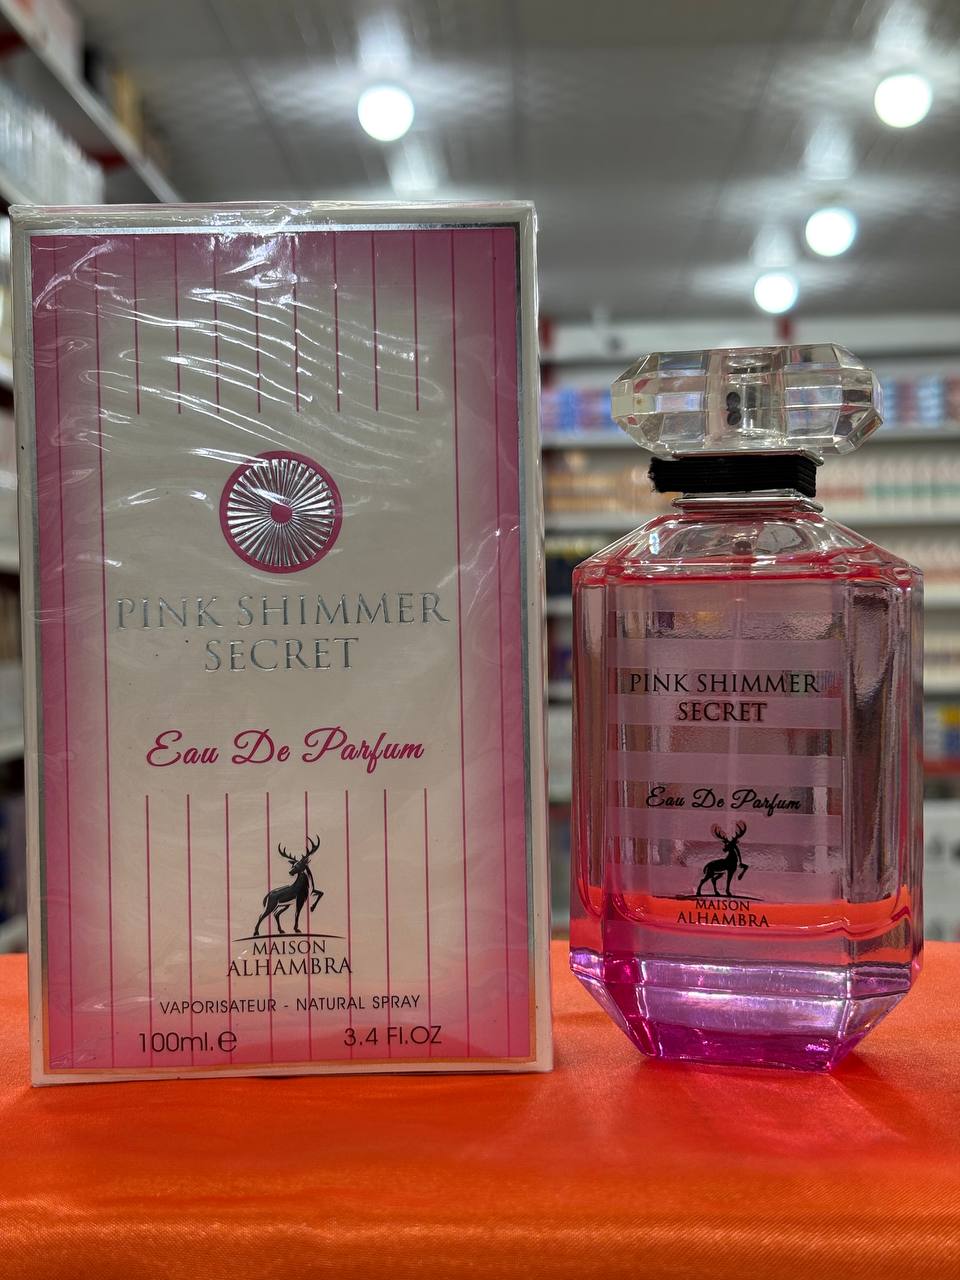 PINK SHIMMER
SECRET
Eau De Parfum
MAISON
ALHAMBRA
VAPORISATEUR - NATURAL SPRAY
100ml.e 3.4 Fl.OZ
PINK SHIMMER
SECRET
Eau De Parfum
MAISON
ALHAMBRA